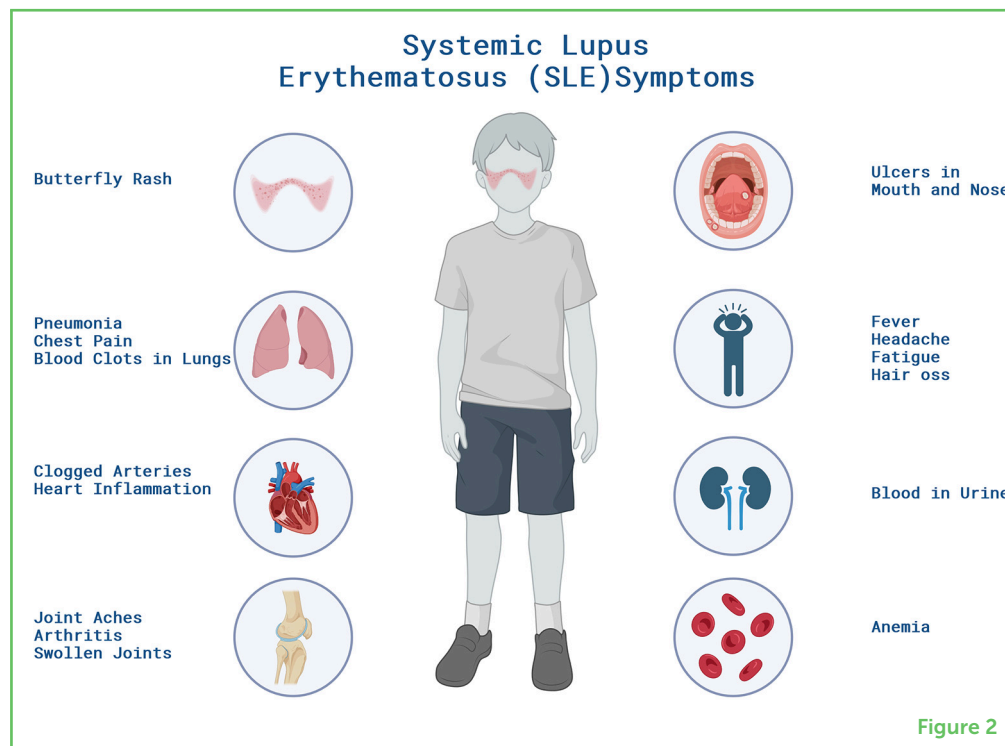 Systemic Lupus
Erythematosus (SLE)Symptoms
Butterfly Rash
Pneumonia
Chest Pain
Blood Clots in Lungs
Clogged Arteries
Heart Inflammation
Joint Aches
Arthritis
Swollen Joints
Ulcers in
Mouth and Nose
Fever
Headache
Fatigue
Hair oss
Blood in Urine
Anemia
Figure 2